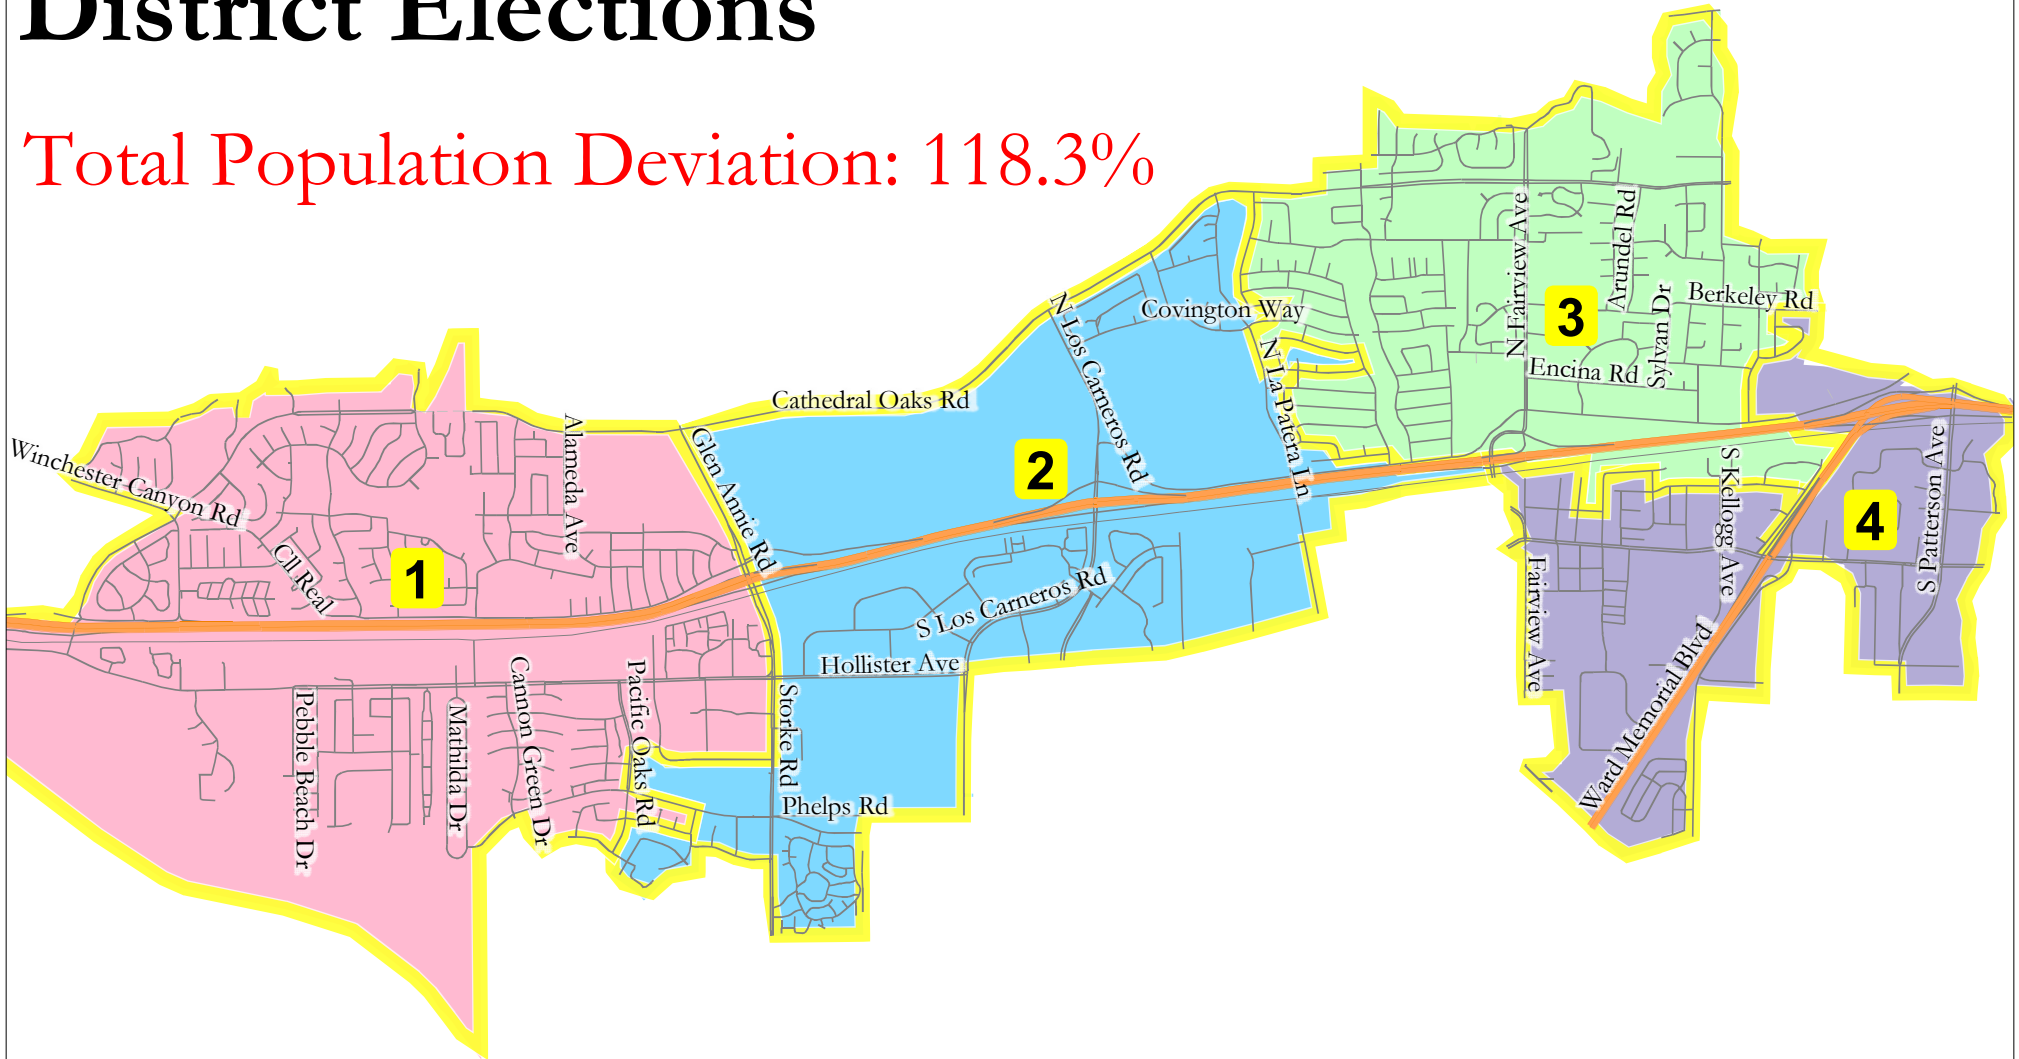 District Elections
Total Population Deviation: 118.3%
N Fairview Ave
Arundel Rd
Sylvan Dr
Berkeley Rd
3
Encina Rd
N Los Carneros Rd
Covington Way
N La Patera Ln
Cathedral Oaks Rd
2
Glen Annie Rd
Alameda Ave
Winchester Canyon Rd
Cll Real
1
S Kellogg Ave
4
S Patterson Ave
Fairview Ave
Ward Memorial Blvd
S Los Carneros Rd
Hollister Ave
Storke Rd
Phelps Rd
Pacific Oaks Rd
Cannon Green Dr
Mathilda Dr
Pebble Beach Dr